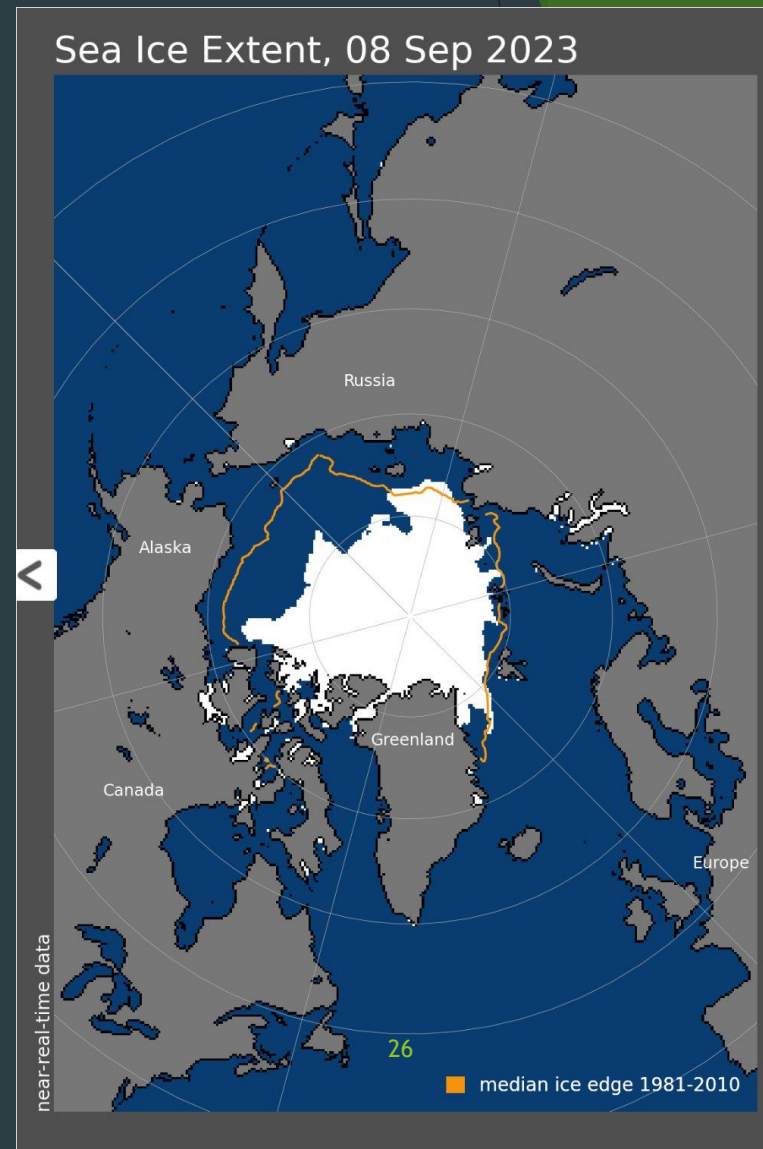 Sea Ice Extent, 08 Sep 2023
Russia
Alaska
Greenland
Canada
Europe
near-real-time data
26
median ice edge 1981-2010